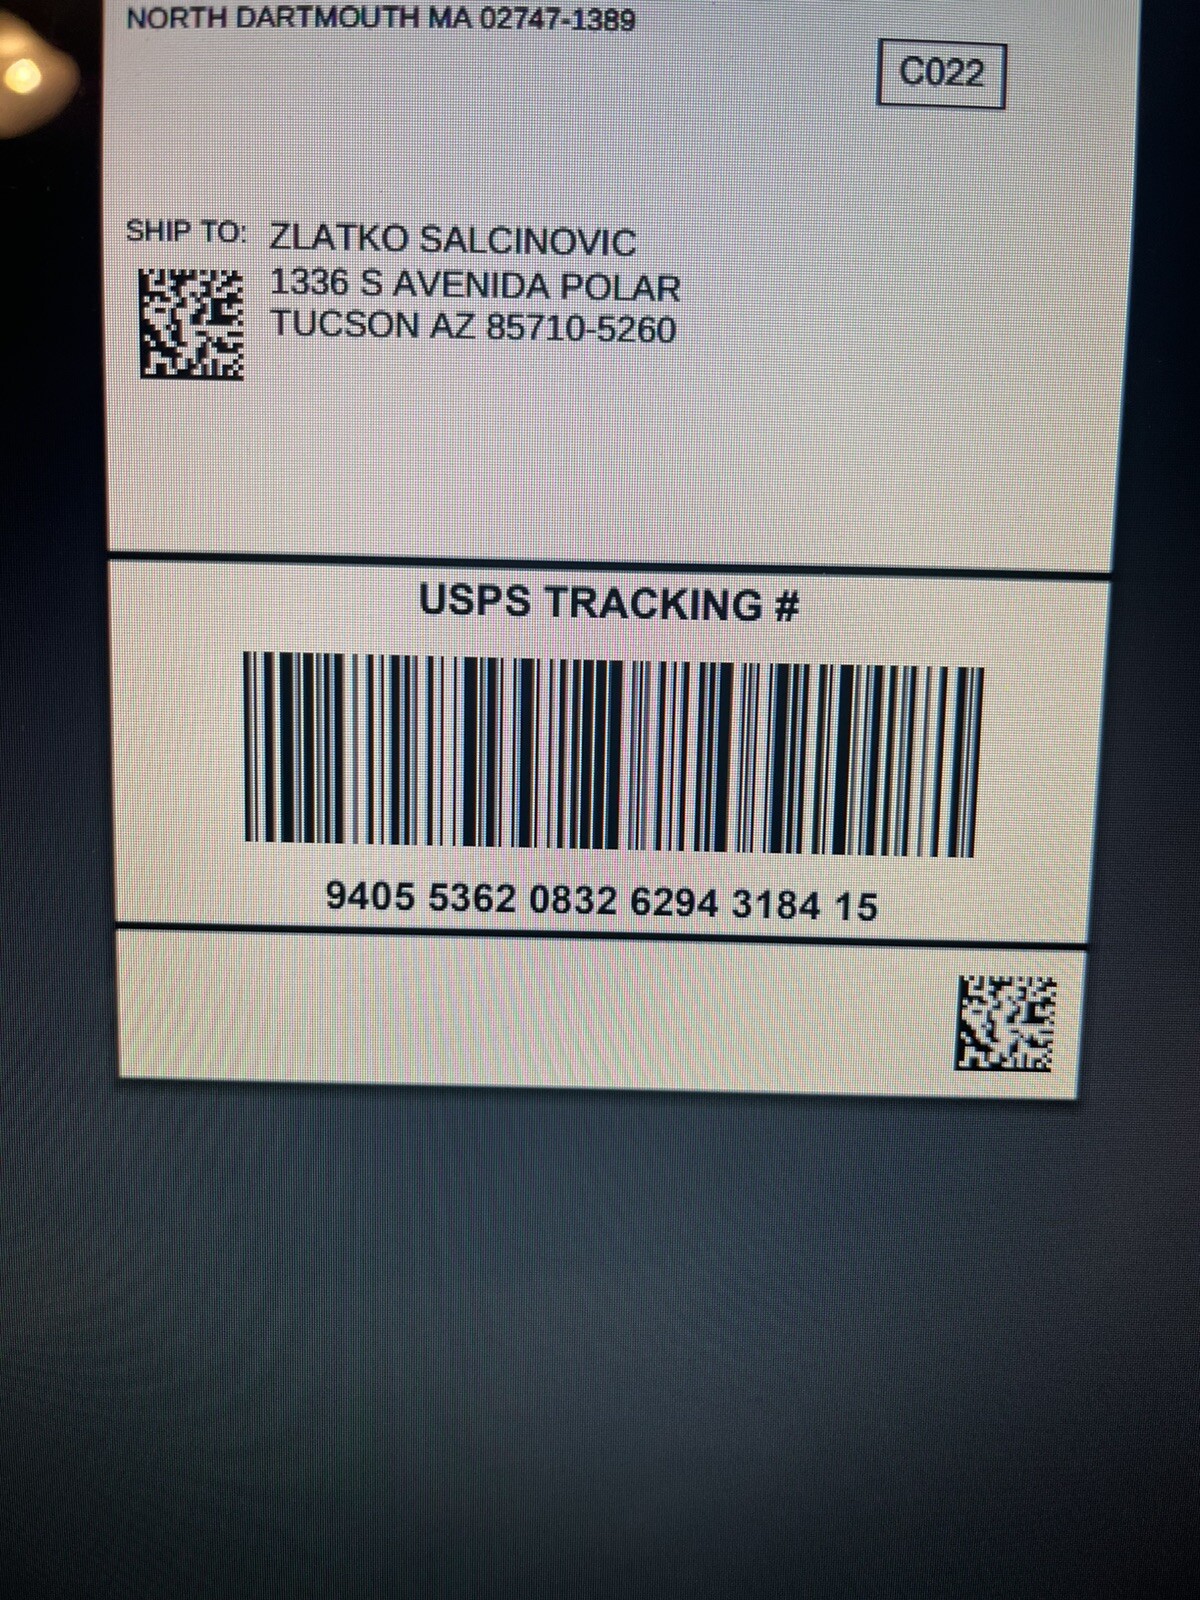 NORTH DARTMOUTH MA 02747-1389
C022
SHIP TO: ZLATKO SALCINOVIC
1336 S AVENIDA POLAR
TUCSON AZ 85710-5260
USPS TRACKING #
9405 5362 0832 6294 3184 15